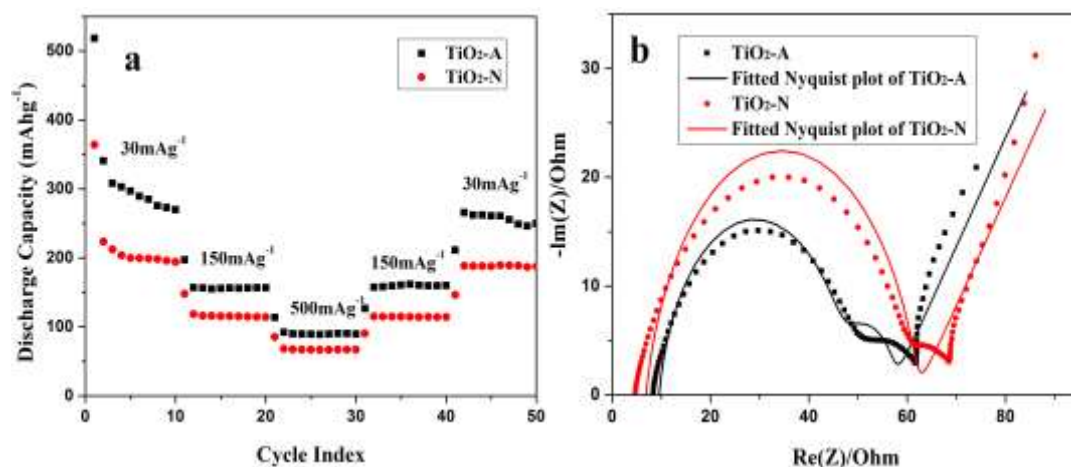 a
TiO2-A
TiO2-N
30mAg-1
150mAg-1
500mAg-1
150mAg-1
30mAg-1
500
400
300
200
100
0
0
10
20
30
40
50
Discharge Capacity (mAhg-1)
Cycle Index
b
TiO2-A
Fitted Nyquist plot of TiO2-A
TiO2-N
Fitted Nyquist plot of TiO2-N
-Im(Z)/Ohm
30
20
10
0
0
20
40
60
80
Re(Z)/Ohm